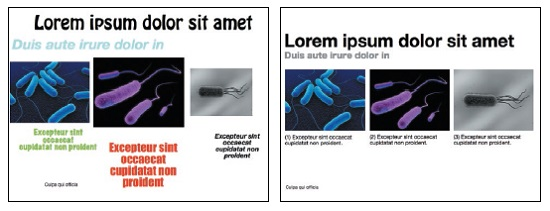 Lorem ipsum dolor sit amet
Duis aute irure dolor in
Excepteur sint
occaecat
cupidatat non proident
Excepteur sint
occaecat
cupidatat non
proident
Excepteur sint
occaecat
cupidatat non
proident
Culpa qui officia
Lorem ipsum dolor sit amet
Duis aute irure dolor in
(1) Excepteur sint occaecat
cupidatat non proident.
(2) Excepteur sint occaecat
cupidatat non proident.
(3) Excepteur sint occaecat
cupidatat non proident.
Culpa qui officia